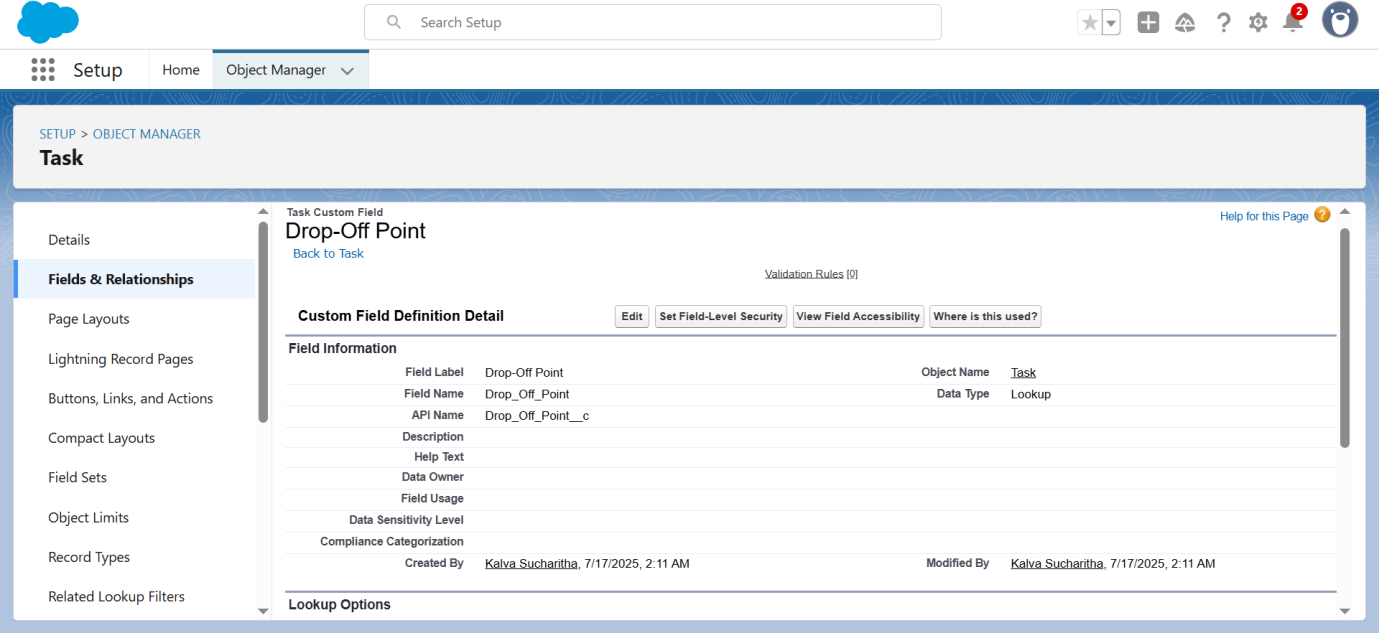 Search Setup
2
Setup
Home
Object Manager
SETUP > OBJECT MANAGER
Task
Details
Fields & Relationships
Page Layouts
Lightning Record Pages
Buttons, Links, and Actions
Compact Layouts
Field Sets
Object Limits
Record Types
Related Lookup Filters
Task Custom Field
Drop-Off Point
Back to Task
Help for this Page ?
Validation Rules [0]
Custom Field Definition Detail
Edit
Set Field-Level Security
View Field Accessibility
Where is this used?
Field Information
Field Label Drop-Off Point Object Name Task
Field Name Drop_Off_Point Data Type Lookup
API Name Drop_Off_Point__c
Description
Help Text
Data Owner
Field Usage
Data Sensitivity Level
Compliance Categorization
Created By Kalva Sucharitha, 7/17/2025, 2:11 AM Modified By Kalva Sucharitha, 7/17/2025, 2:11 AM
Lookup Options